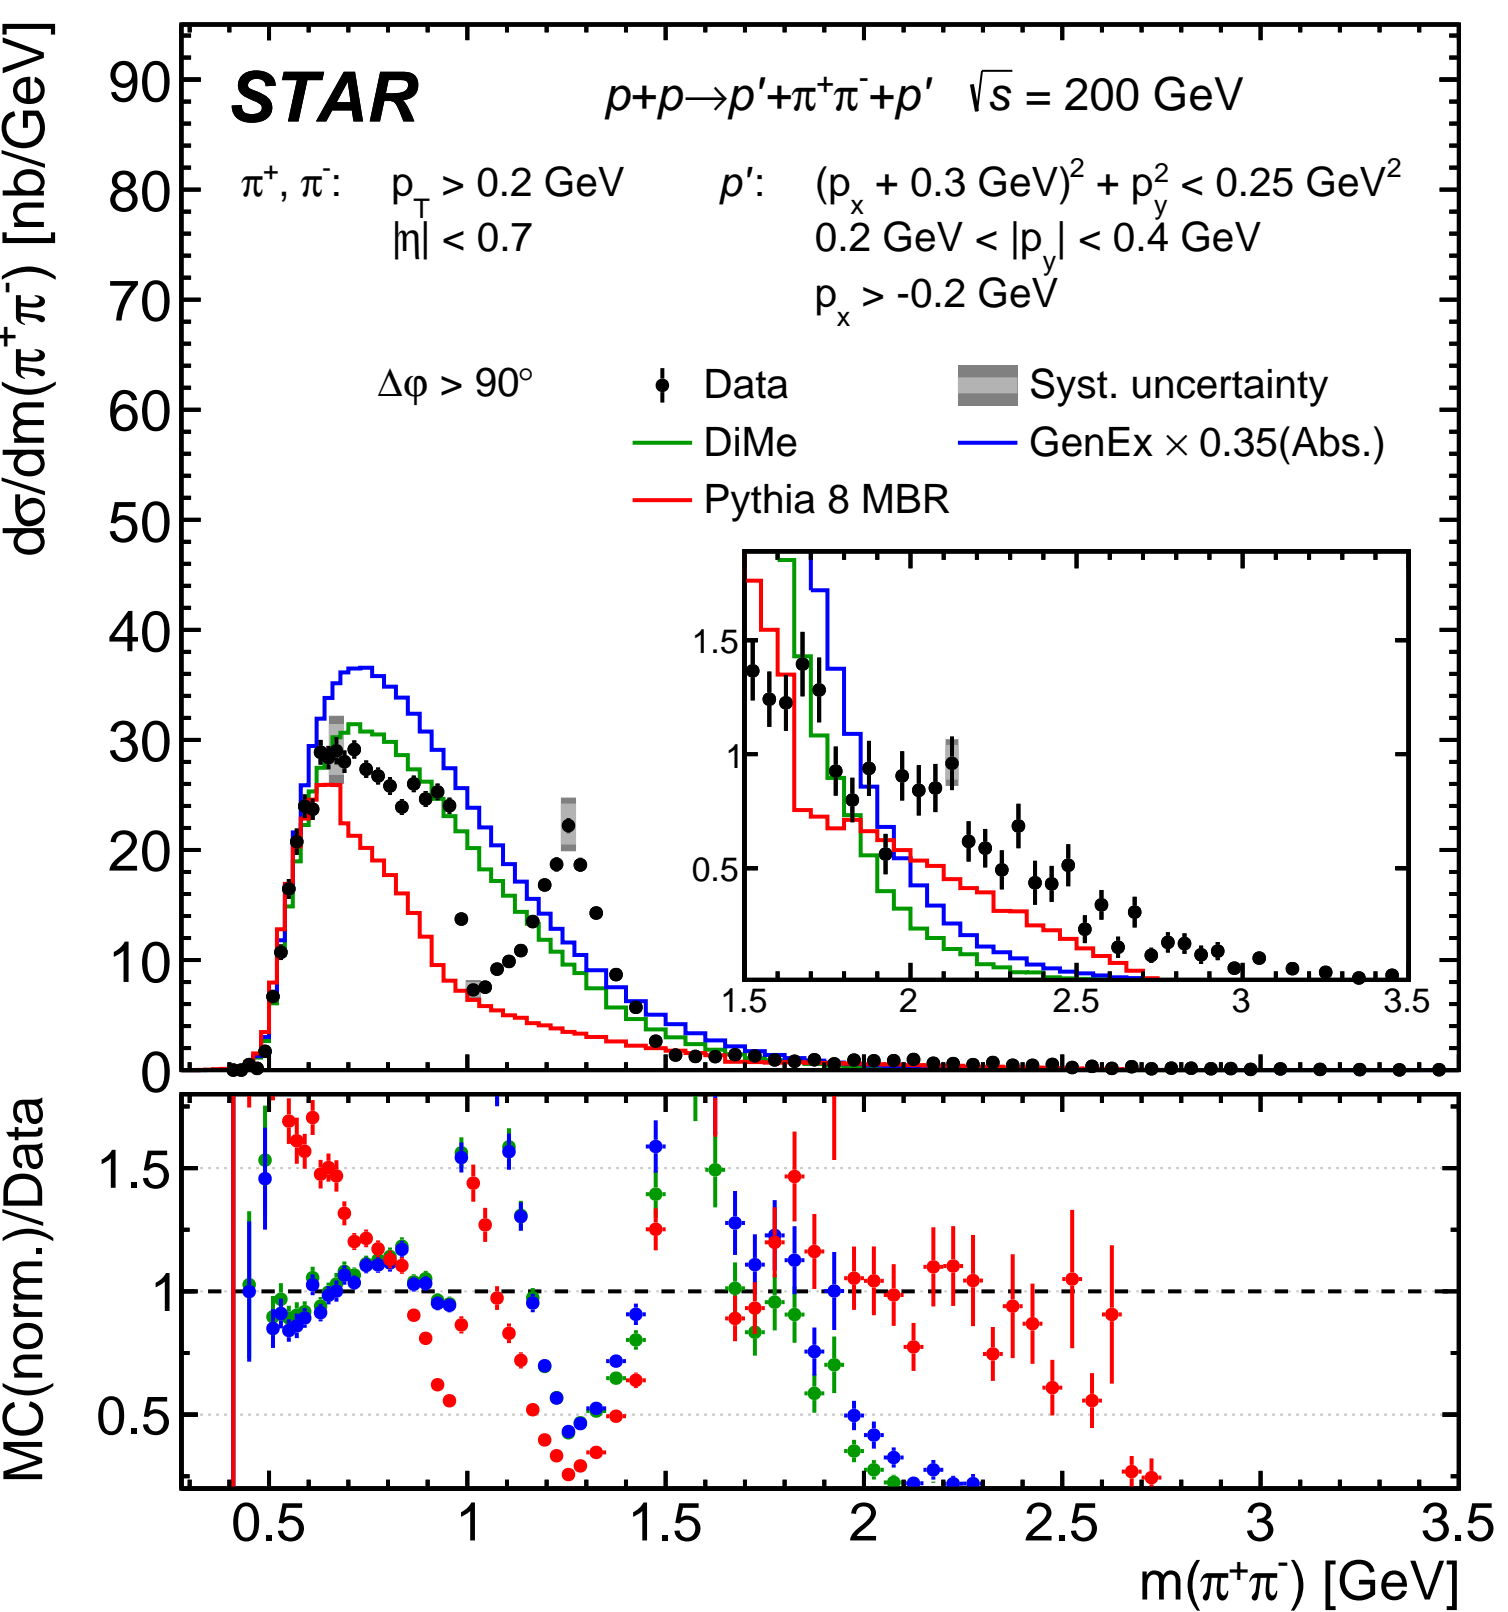 STAR
p+p→p′+π⁺π⁻+p′ √s = 200 GeV
π⁺, π⁻: p_T > 0.2 GeV p′: (p_x + 0.3 GeV)² + p_y² < 0.25 GeV²
|η| < 0.7 0.2 GeV < |p_y| < 0.4 GeV
p_x > -0.2 GeV
Δφ > 90°
Data
Syst. uncertainty
DiMe
GenEx × 0.35(Abs.)
Pythia 8 MBR
dσ/dm(π⁺π⁻) [nb/GeV]
90
80
70
60
50
40
30
20
10
0
1.5
1
0.5
1.5 2 2.5 3 3.5
MC(norm.)/Data
1.5
1
0.5
0.5 1 1.5 2 2.5 3 3.5
m(π⁺π⁻) [GeV]